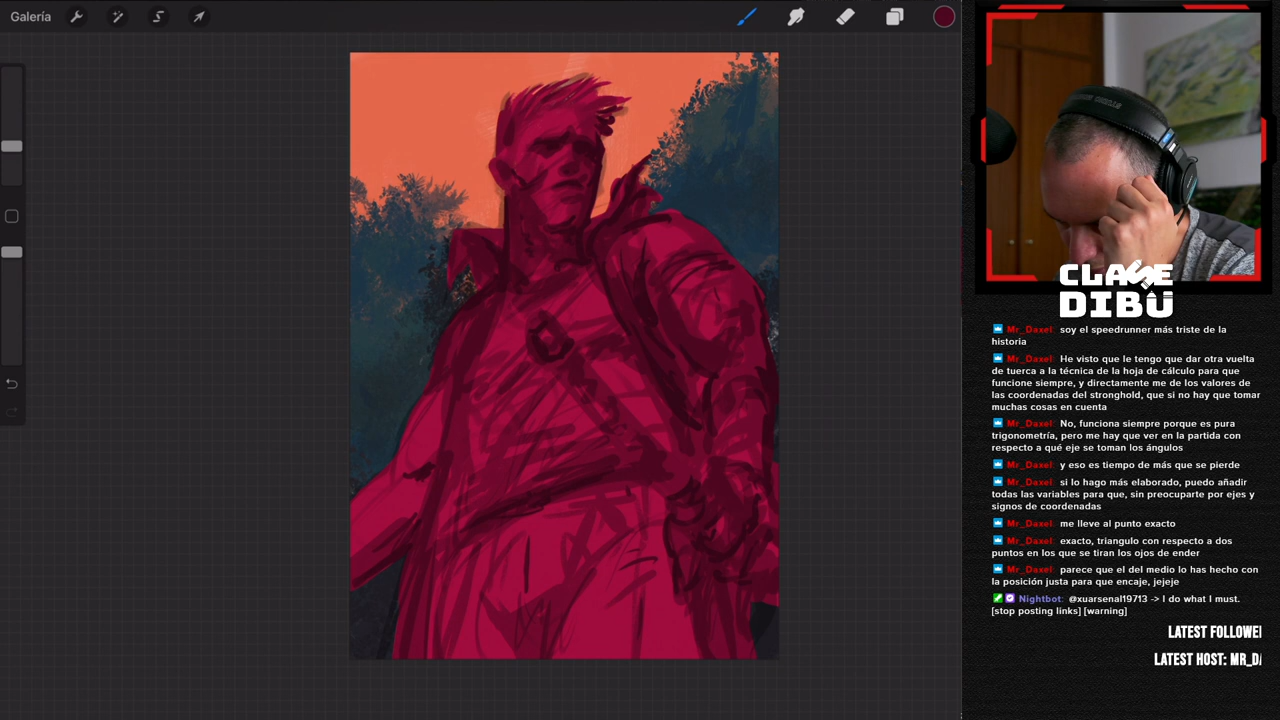 Galería
CLASE
DIBU
Mr_Daxel: soy el speedrunner más triste de la
historia
Mr_Daxel: He visto que le tengo que dar otra vuelta
de tuerca a la técnica de la hoja de cálculo para que
funcione siempre, y directamente me de los valores de
las coordenadas del stronghold, que si no hay que tomar
muchas cosas en cuenta
Mr_Daxel: No, funciona siempre porque es pura
trigonometría, pero me hay que ver en la partida con
respecto a qué eje se toman los ángulos
Mr_Daxel: y eso es tiempo de más que se pierde
Mr_Daxel: si lo hago más elaborado, puedo añadir
todas las variables para que, sin preocuparte por ejes y
signos de coordenadas
Mr_Daxel: me lleve al punto exacto
Mr_Daxel: exacto, triangulo con respecto a dos
puntos en los que se tiran los ojos de ender
Mr_Daxel: parece que el del medio lo has hecho con
la posición justa para que encaje, jejeje
Nightbot: @xuarsenal19713 -> I do what I must.
[stop posting links] [warning]
LATEST FOLLOWE
LATEST HOST: MR_DA